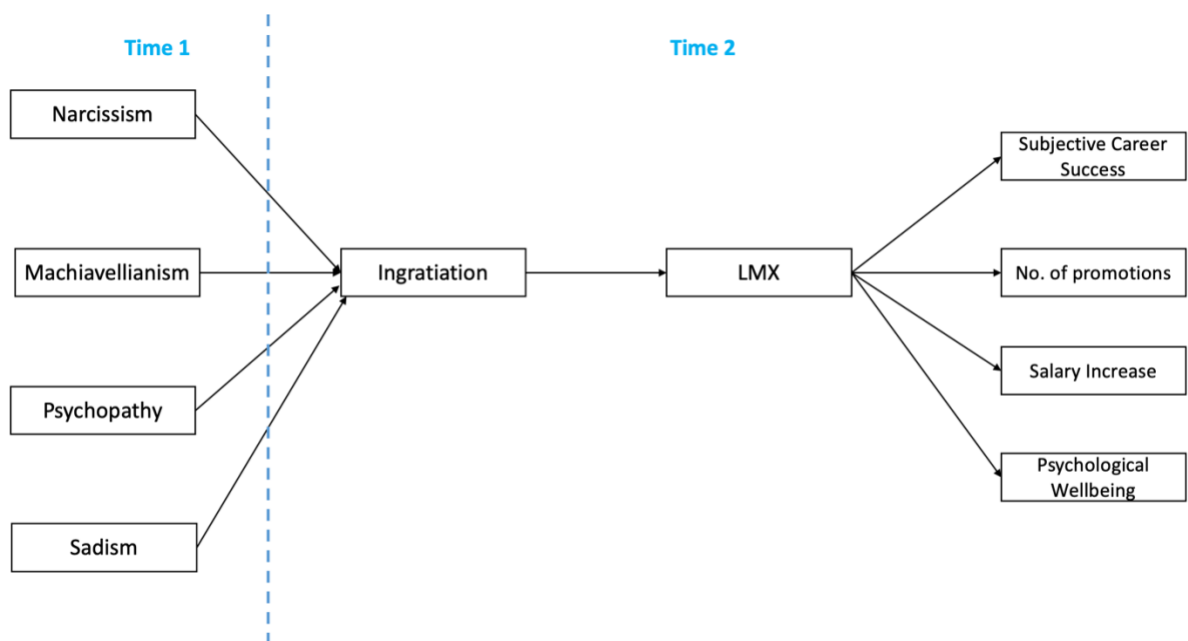 Time 1
Time 2
Narcissism
Subjective Career
Success
Machiavellianism
Ingratiation
LMX
No. of promotions
Salary Increase
Psychopathy
Psychological
Wellbeing
Sadism